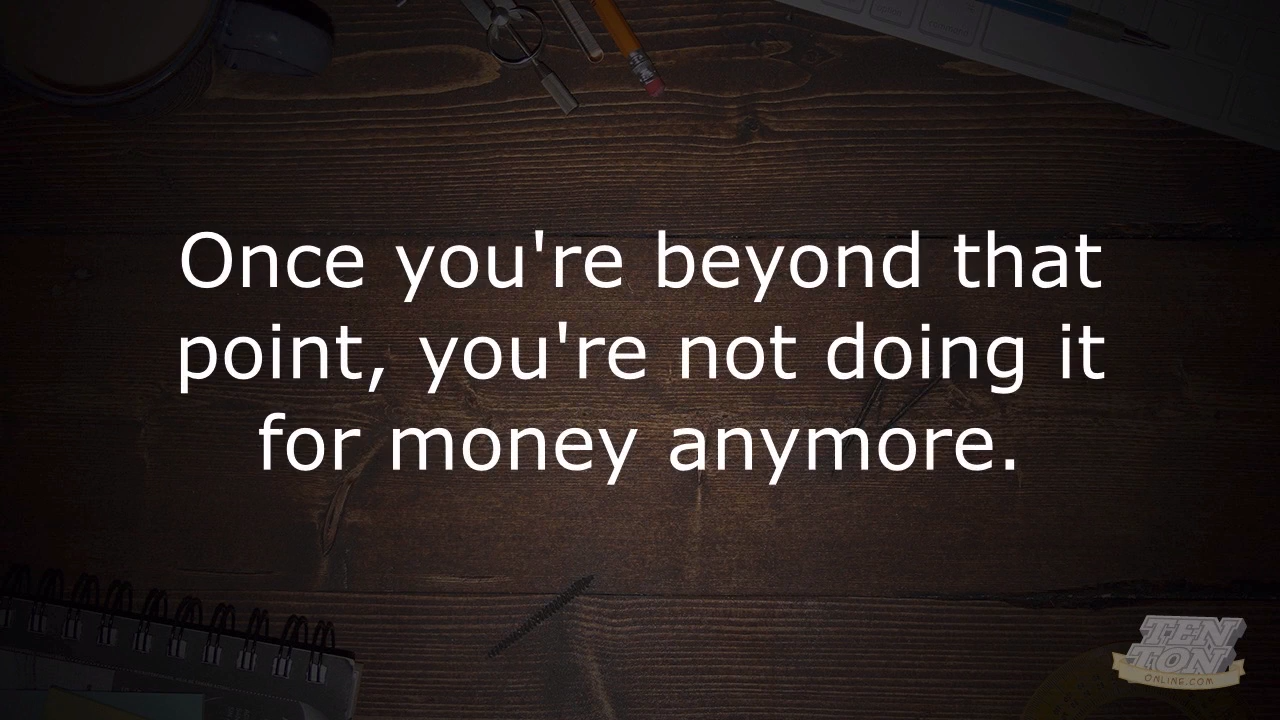 Once you're beyond that
point, you're not doing it
for money anymore.
TEN
TON
ONLINE.COM